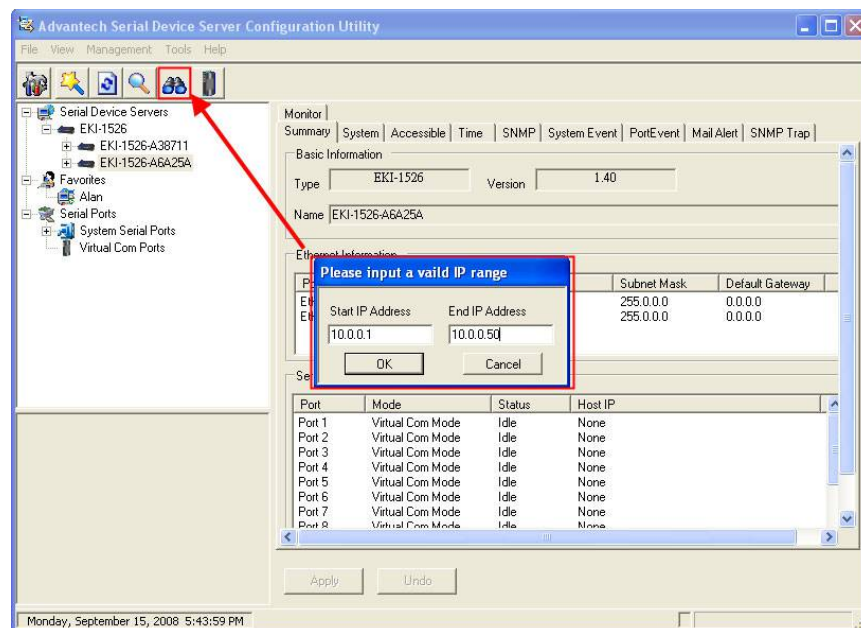 Advantech Serial Device Server Configuration Utility
File View Management Tools Help
Serial Device Servers
EKI-1526
EKI-1526-A38711
EKI-1526-A6A25A
Favorites
Alan
Serial Ports
System Serial Ports
Virtual Com Ports
Monitor
Summary System Accessible Time SNMP System Event PortEvent Mail Alert SNMP Trap
Basic Information
Type EKI-1526 Version 1.40
Name EKI-1526-A6A25A
Ethernet Information
Subnet Mask Default Gateway
255.0.0.0 0.0.0.0
255.0.0.0 0.0.0.0
Please input a vaild IP range
Start IP Address End IP Address
10.0.0.1 10.0.0.50
OK Cancel
Port Mode Status Host IP
Port 1 Virtual Com Mode Idle None
Port 2 Virtual Com Mode Idle None
Port 3 Virtual Com Mode Idle None
Port 4 Virtual Com Mode Idle None
Port 5 Virtual Com Mode Idle None
Port 6 Virtual Com Mode Idle None
Port 7 Virtual Com Mode Idle None
Port 8 Virtual Com Mode Idle None
Apply Undo
Monday, September 15, 2008 5:43:59 PM